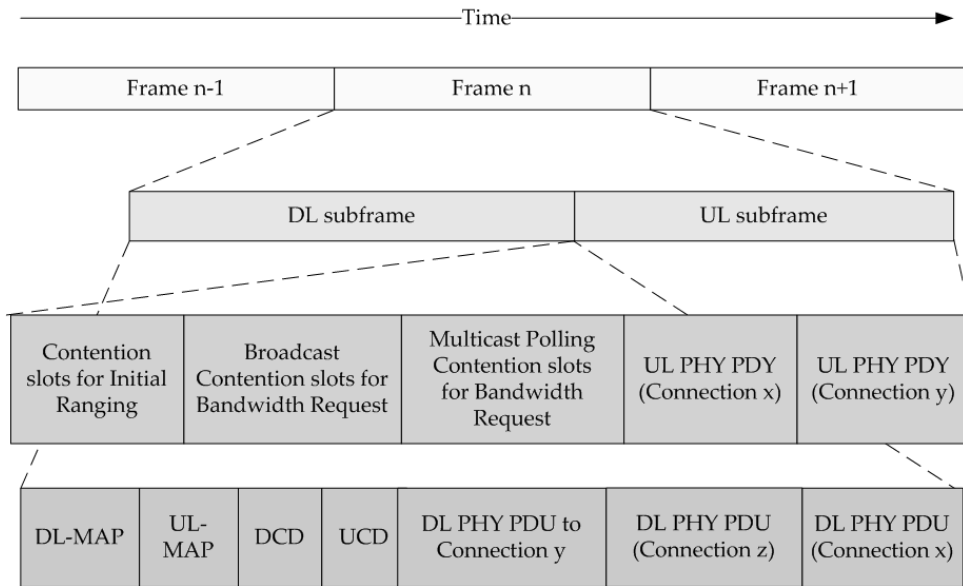 Time
Frame n-1
Frame n
Frame n+1
DL subframe
UL subframe
Contention
slots for Initial
Ranging
Broadcast
Contention slots for
Bandwidth Request
Multicast Polling
Contention slots
for Bandwidth
Request
UL PHY PDY
(Connection x)
UL PHY PDY
(Connection y)
DL-MAP
UL-
MAP
DCD
UCD
DL PHY PDU to
Connection y
DL PHY PDU
(Connection z)
DL PHY PDU
(Connection x)